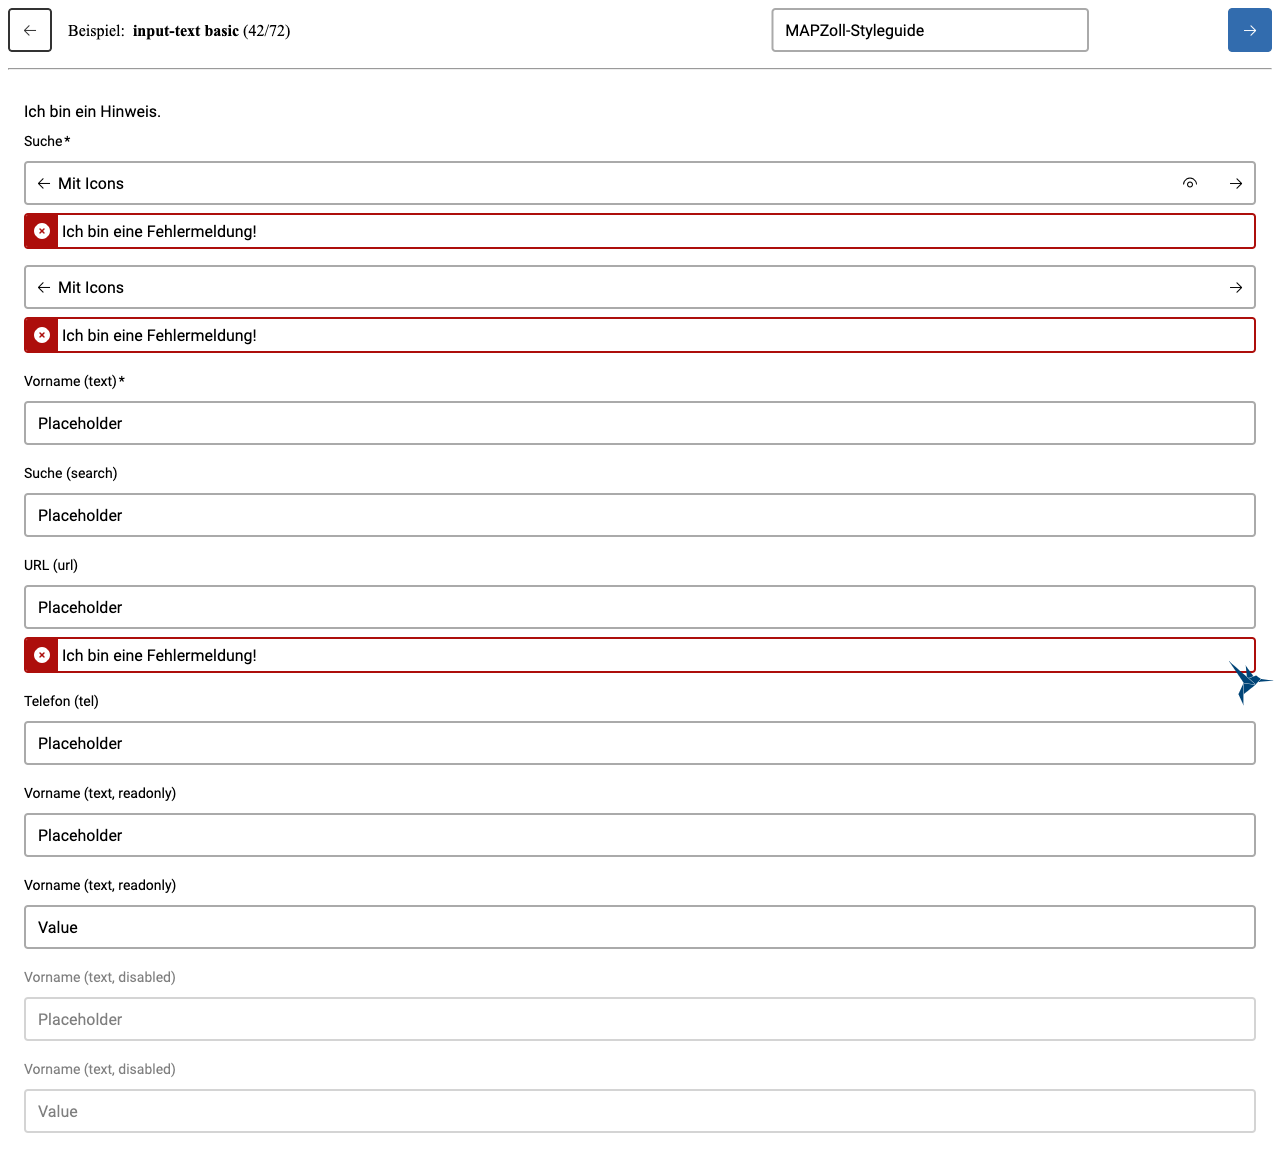 Beispiel: input-text basic (42/72)
MAPZoll-Styleguide
Ich bin ein Hinweis.
Suche*
Mit Icons
Ich bin eine Fehlermeldung!
Mit Icons
Ich bin eine Fehlermeldung!
Vorname (text)*
Placeholder
Suche (search)
Placeholder
URL (url)
Placeholder
Ich bin eine Fehlermeldung!
Telefon (tel)
Placeholder
Vorname (text, readonly)
Placeholder
Vorname (text, readonly)
Value
Vorname (text, disabled)
Placeholder
Vorname (text, disabled)
Value